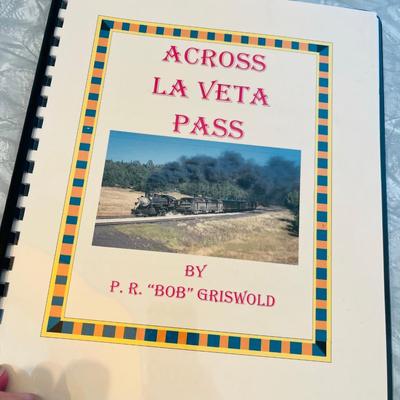 ACROSS
LA VETA
PASS
BY
P. R. “BOB” GRISWOLD